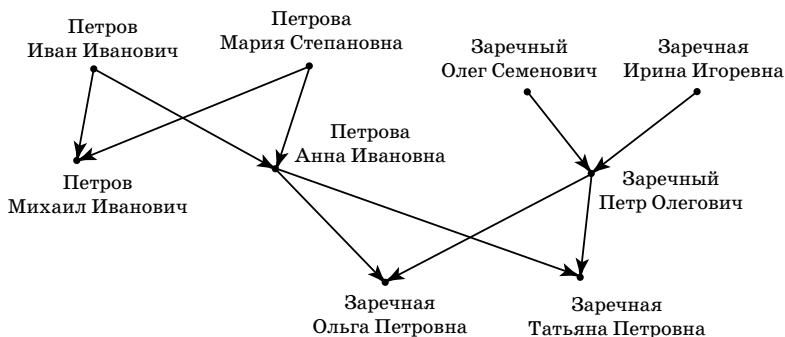 Петров
Иван Иванович
Петрова
Мария Степановна
Заречный
Олег Семенович
Заречная
Ирина Игоревна
Петрова
Анна Ивановна
Петров
Михаил Иванович
Заречный
Петр Олегович
Заречная
Ольга Петровна
Заречная
Татьяна Петровна